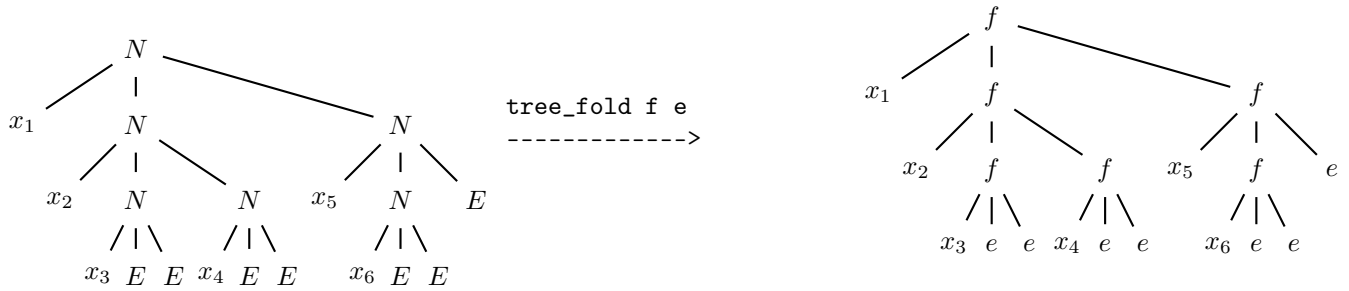 f
N
tree_fold f e
------------->
x₁ f f
x₁ N N
x₂ f f x₅ f e
x₂ N N x₅ N E
x₃ e e x₄ e e x₆ e e
x₃ E E x₄ E E x₆ E E